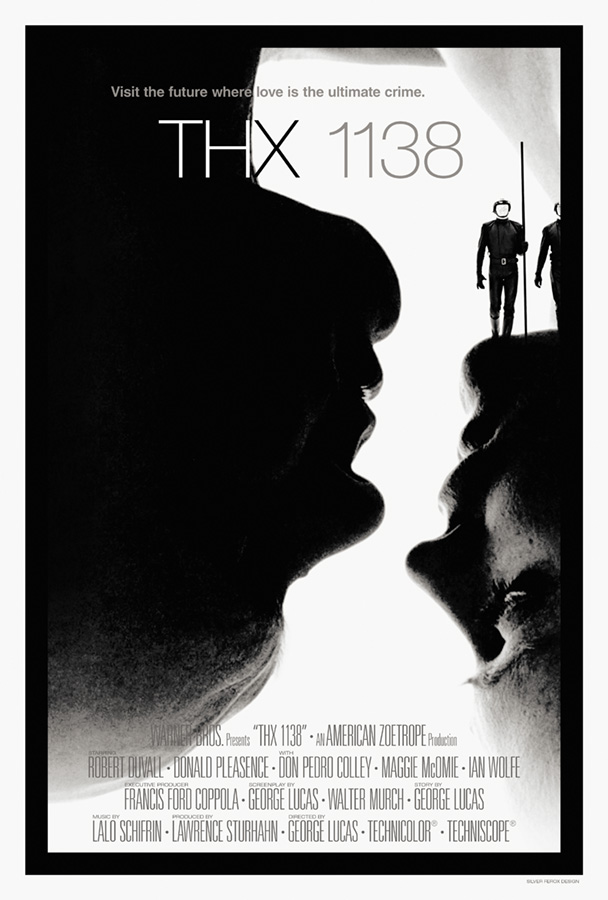 Visit the future where love is the ultimate crime.
THX 1138
WARNER BROS. Presents "THX 1138" • AN AMERICAN ZOETROPE Production
STARRING WITH
ROBERT DUVALL • DONALD PLEASENCE • DON PEDRO COLLEY • MAGGIE McOMIE • IAN WOLFE
EXECUTIVE PRODUCER SCREENPLAY BY STORY BY
FRANCIS FORD COPPOLA • GEORGE LUCAS • WALTER MURCH • GEORGE LUCAS
MUSIC BY PRODUCED BY DIRECTED BY
LALO SCHIFRIN • LAWRENCE STURHAHN • GEORGE LUCAS • TECHNICOLOR® • TECHNISCOPE®
SILVER FEROX DESIGN